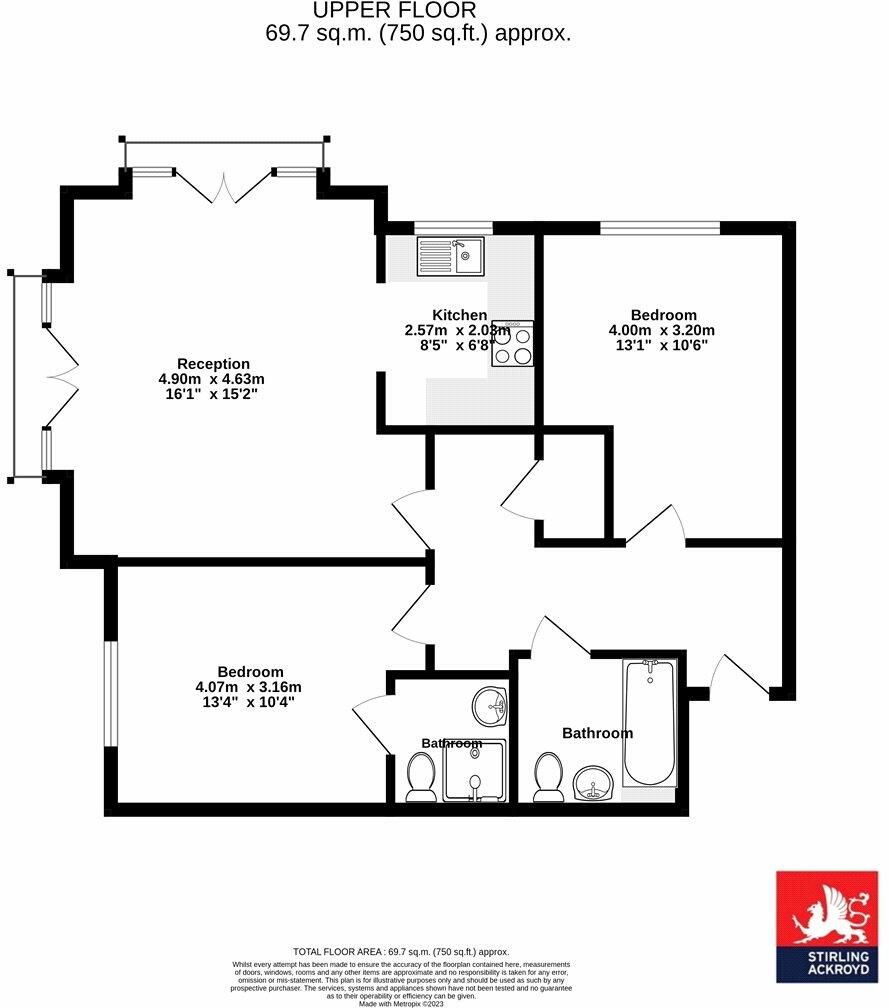 UPPER FLOOR
69.7 sq.m. (750 sq.ft.) approx.
Kitchen
2.57m x 2.03m
8'5" x 6'8"
Bedroom
4.00m x 3.20m
13'1" x 10'6"
Reception
4.90m x 4.63m
16'1" x 15'2"
Bedroom
4.07m x 3.16m
13'4" x 10'4"
Bathroom
Bathroom
STIRLING
ACKROYD
TOTAL FLOOR AREA : 69.7 sq.m. (750 sq.ft.) approx.
Whilst every attempt has been made to ensure the accuracy of the floorplan contained here, measurements
of doors, windows, rooms and any other items are approximate and no responsibility is taken for any error,
omission or mis-statement. This plan is for illustrative purposes only and should be used as such by any
prospective purchaser. The services, systems and appliances shown have not been tested and no guarantee
as to their operability or efficiency can be given.
Made with Metropix ©2023